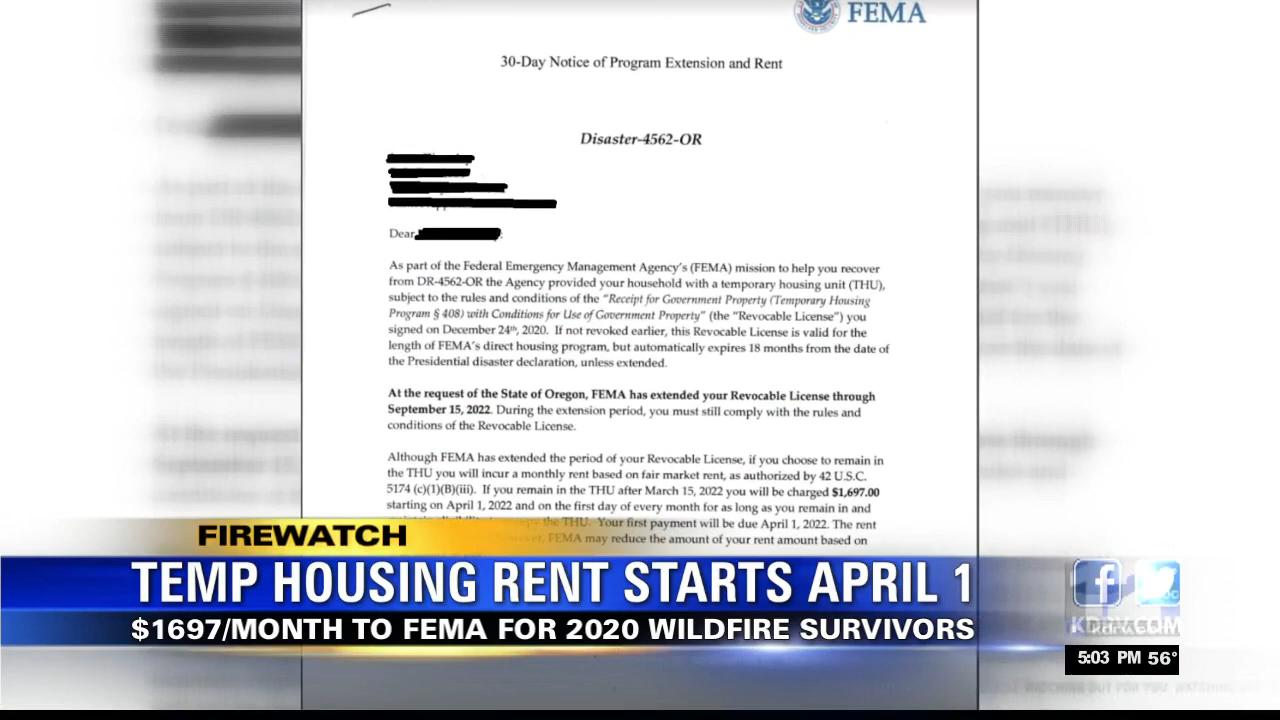 FEMA
30-Day Notice of Program Extension and Rent
Disaster-4562-OR
Dear
As part of the Federal Emergency Management Agency's (FEMA) mission to help you recover
from DR-4562-OR the Agency provided your household with a temporary housing unit (THU),
subject to the rules and conditions of the "Receipt for Government Property (Temporary Housing
Program § 408) with Conditions for Use of Government Property" (the "Revocable License") you
signed on December 24th, 2020. If not revoked earlier, this Revocable License is valid for the
length of FEMA's direct housing program, but automatically expires 18 months from the date of
the Presidential disaster declaration, unless extended.
At the request of the State of Oregon, FEMA has extended your Revocable License through
September 15, 2022. During the extension period, you must still comply with the rules and
conditions of the Revocable License.
Although FEMA has extended the period of your Revocable License, if you choose to remain in
the THU you will incur a monthly rent based on fair market rent, as authorized by 42 U.S.C.
5174 (c)(1)(B)(iii). If you remain in the THU after March 15, 2022 you will be charged $1,697.00
starting on April 1, 2022 and on the first day of every month for as long as you remain in and
the THU. Your first payment will be due April 1, 2022. The rent
FEMA may reduce the amount of your rent amount based on
FIREWATCH
TEMP HOUSING RENT STARTS APRIL 1
$1697/MONTH TO FEMA FOR 2020 WILDFIRE SURVIVORS
KDRV.COM
5:03 PM 56°